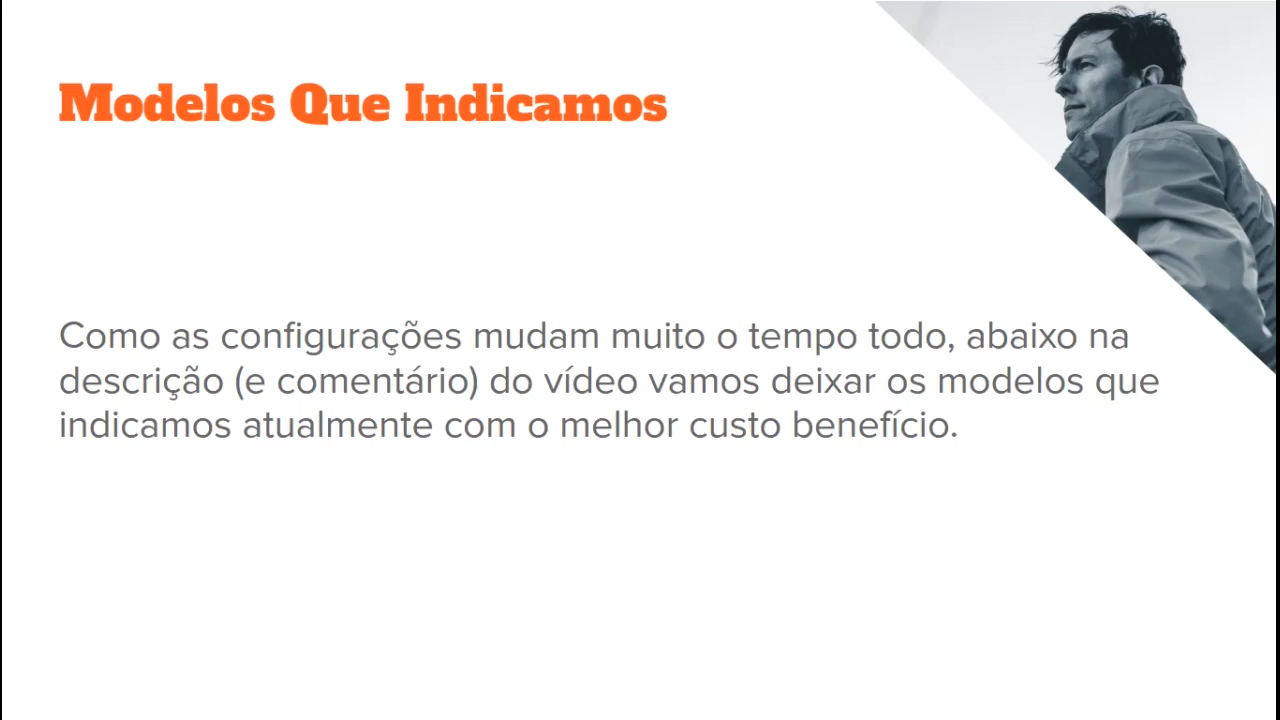 Modelos Que Indicamos
Como as configurações mudam muito o tempo todo, abaixo na
descrição (e comentário) do vídeo vamos deixar os modelos que
indicamos atualmente com o melhor custo benefício.